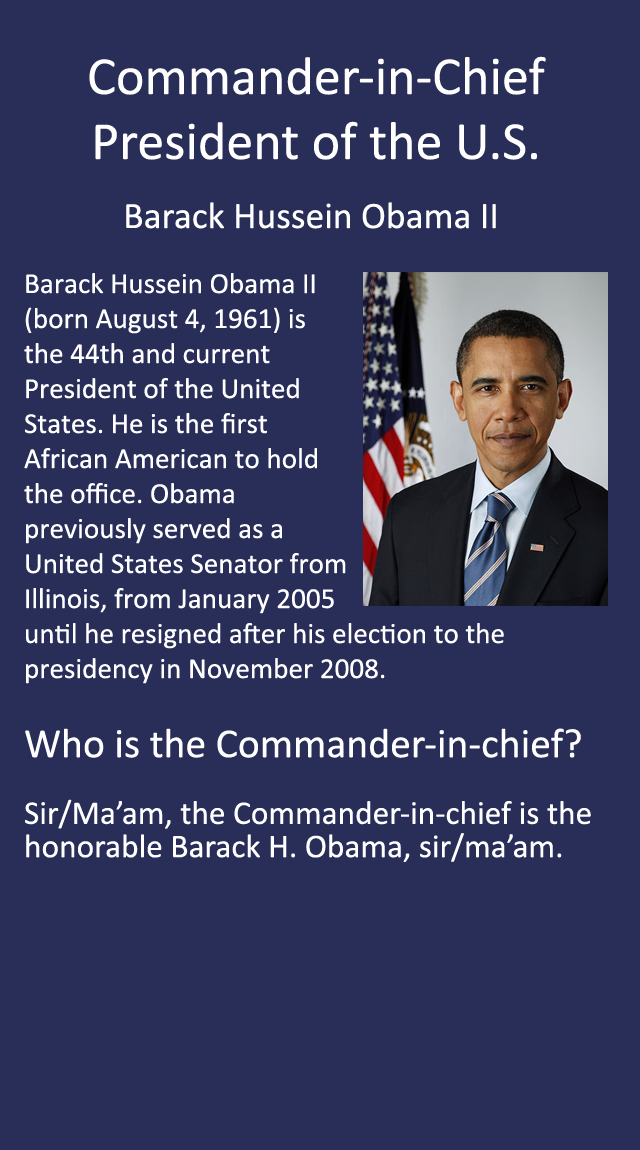 Commander-in-Chief
President of the U.S.
Barack Hussein Obama II
Barack Hussein Obama II
(born August 4, 1961) is
the 44th and current
President of the United
States. He is the first
African American to hold
the office. Obama
previously served as a
United States Senator from
Illinois, from January 2005
until he resigned after his election to the
presidency in November 2008.
Who is the Commander-in-chief?
Sir/Ma’am, the Commander-in-chief is the
honorable Barack H. Obama, sir/ma’am.